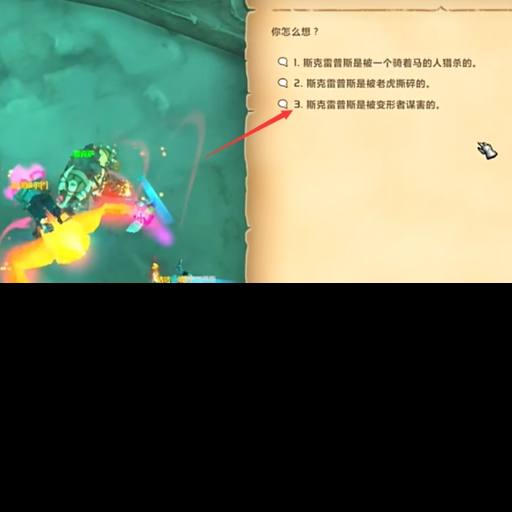 你怎么想？
1. 斯克雷普斯是被一个骑着马的人猎杀的。
2. 斯克雷普斯是被老虎撕碎的。
3. 斯克雷普斯是被变形者谋害的。